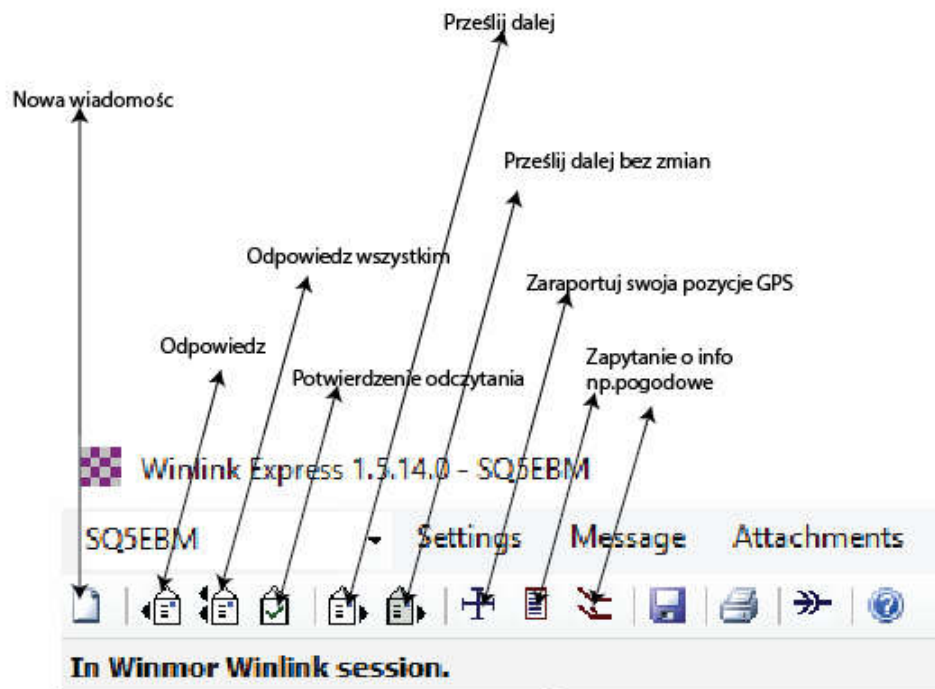 Prześlij dalej
Nowa wiadomośc
Prześlij dalej bez zmian
Odpowiedz wszystkim
Zaraportuj swoja pozycje GPS
Odpowiedz
Potwierdzenie odczytania
Zapytanie o info
np.pogodowe
Winlink Express 1.5.14.0 - SQ5EBM
SQ5EBM Settings Message Attachments
In Winmor Winlink session.